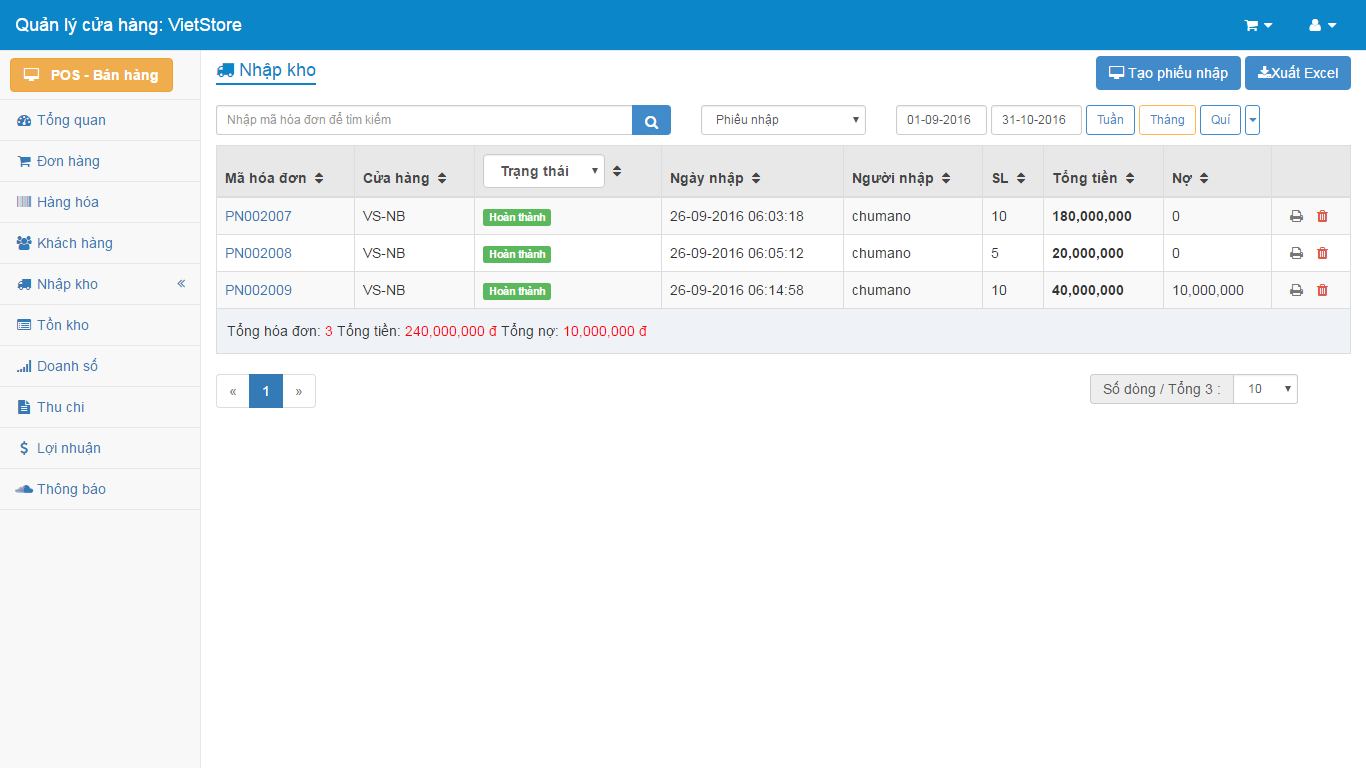 Quản lý cửa hàng: VietStore
POS - Bán hàng
Tổng quan
Đơn hàng
Hàng hóa
Khách hàng
Nhập kho
Tồn kho
Doanh số
Thu chi
Lợi nhuận
Thông báo
Nhập kho
Tạo phiếu nhập Xuất Excel
Nhập mã hóa đơn để tìm kiếm Phiếu nhập 01-09-2016 31-10-2016 Tuần Tháng Quí
Mã hóa đơn Cửa hàng Trạng thái Ngày nhập Người nhập SL Tổng tiền Nợ
PN002007 VS-NB Hoàn thành 26-09-2016 06:03:18 chumano 10 180,000,000 0
PN002008 VS-NB Hoàn thành 26-09-2016 06:05:12 chumano 5 20,000,000 0
PN002009 VS-NB Hoàn thành 26-09-2016 06:14:58 chumano 10 40,000,000 10,000,000
Tổng hóa đơn: 3 Tổng tiền: 240,000,000 đ Tổng nợ: 10,000,000 đ
« 1 » Số dòng / Tổng 3 : 10